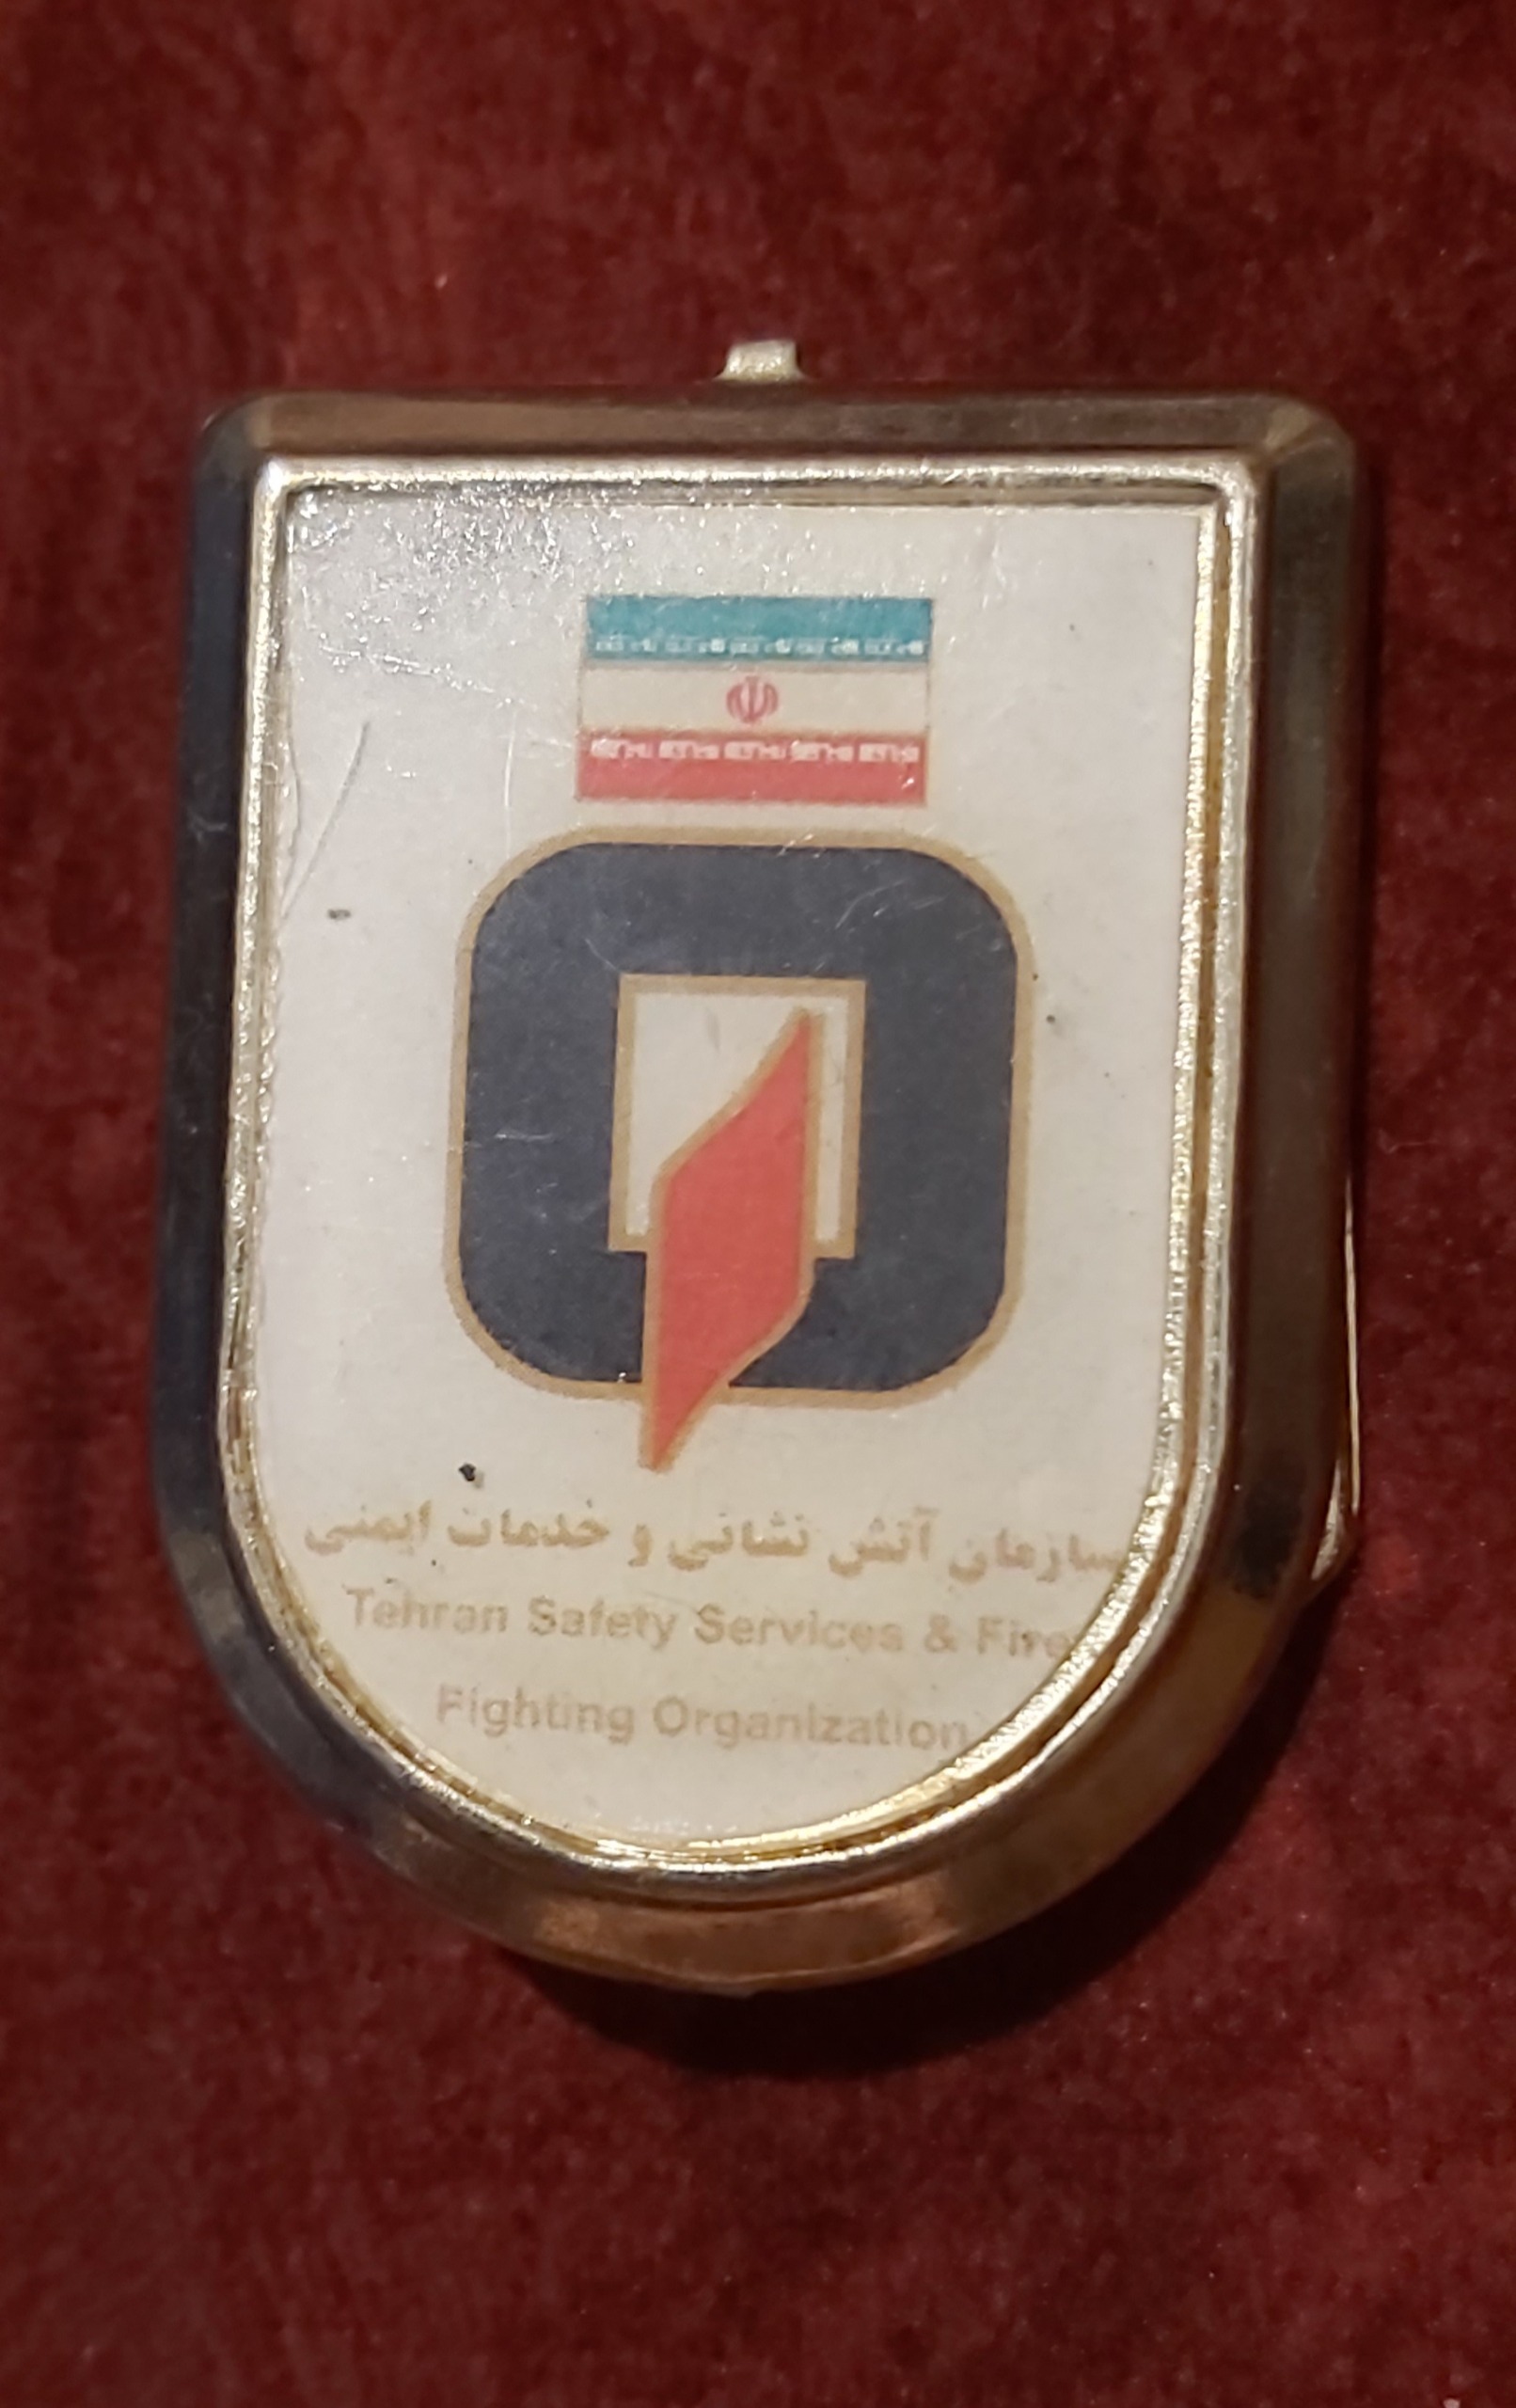 سازمان آتش نشانی و خدمات ایمنی
Tehran Safety Services & Fire
Fighting Organization